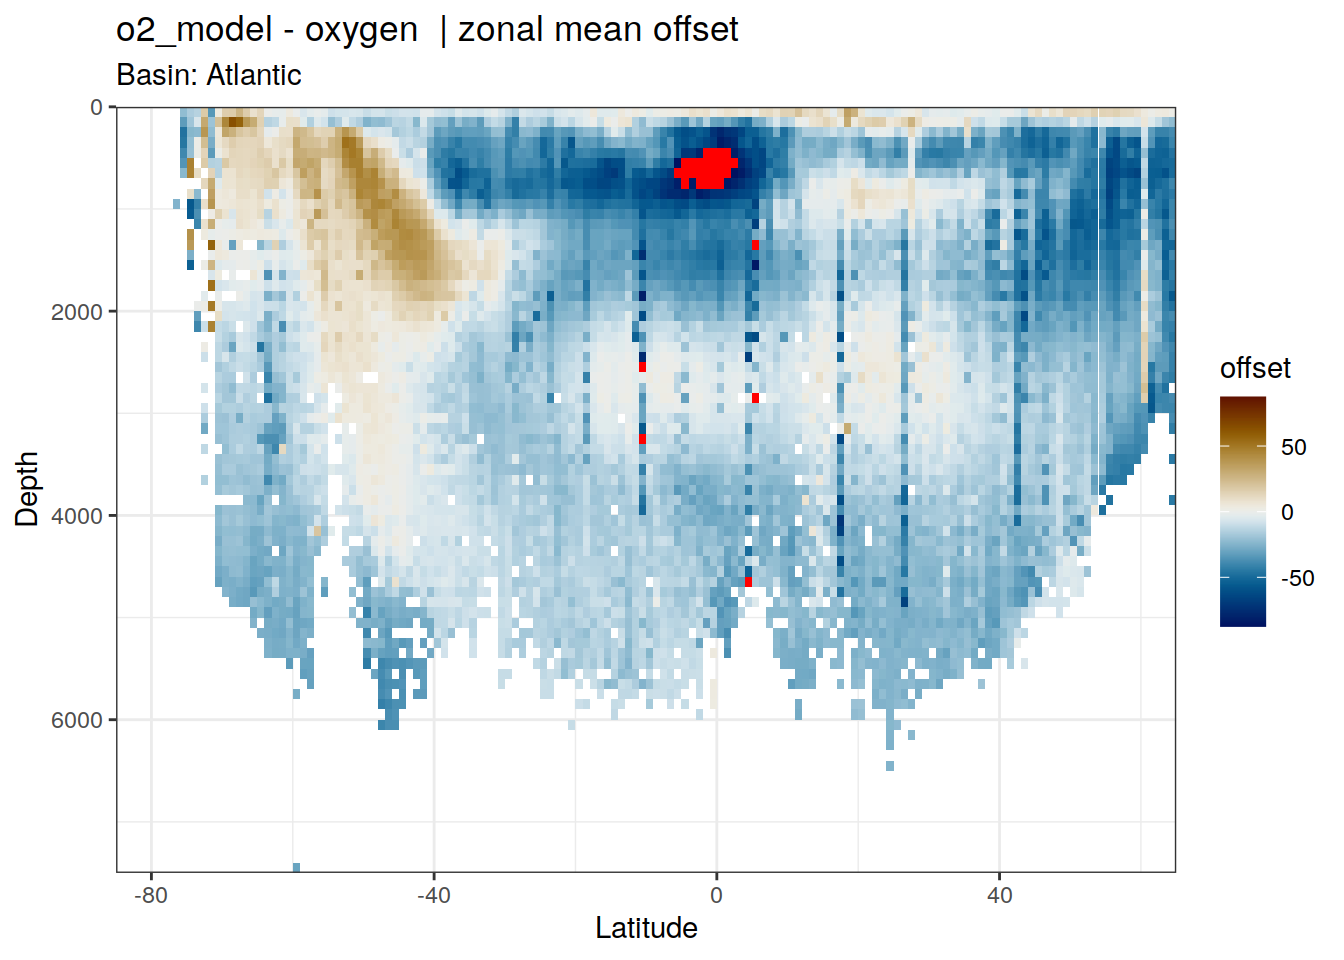 o2_model - oxygen  | zonal mean offset
Basin: Atlantic
0
2000
4000
6000
Depth
-80
-40
0
40
Latitude
offset
50
0
-50